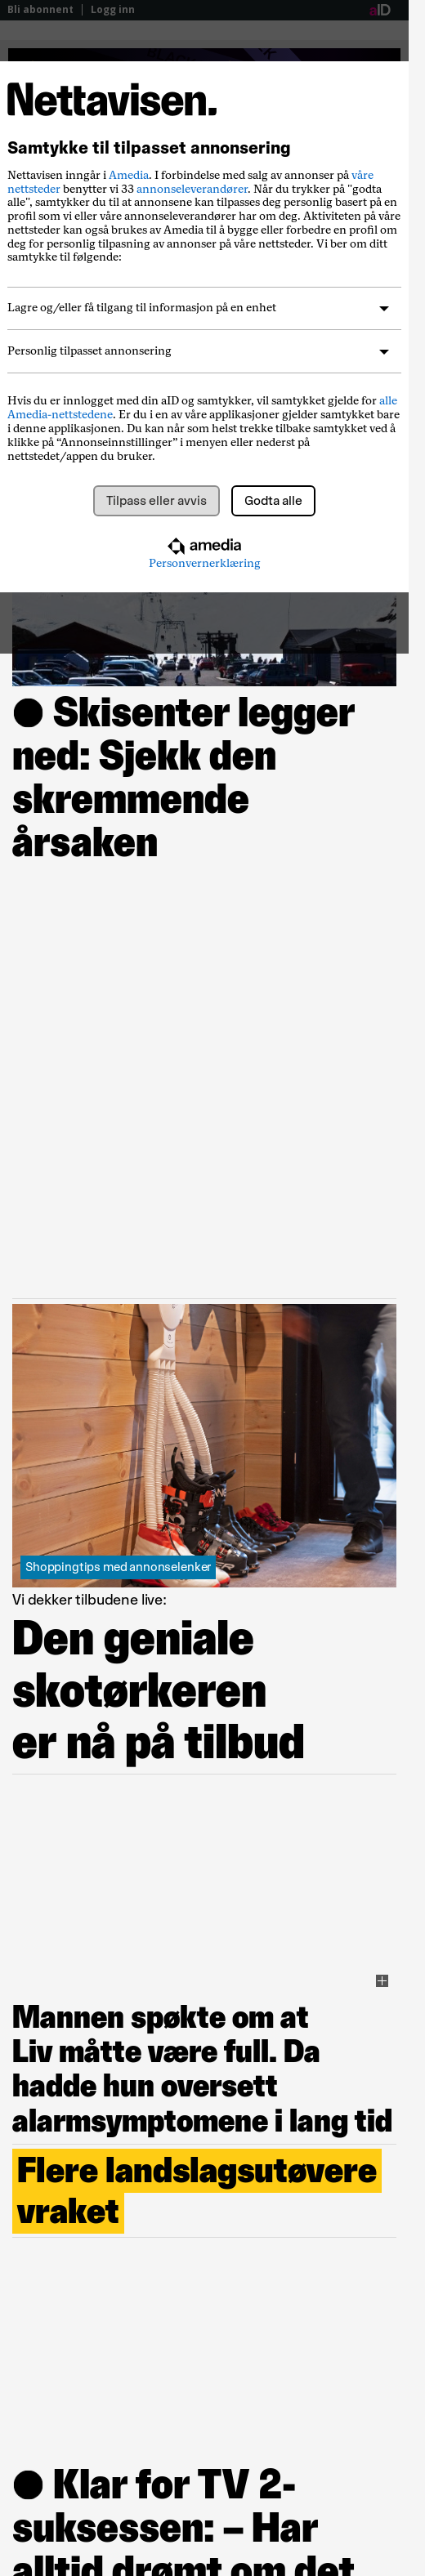 Bli abonnent | Logg inn aID
Nettavisen.
Samtykke til tilpasset annonsering
Nettavisen inngår i Amedia. I forbindelse med salg av annonser på våre
nettsteder benytter vi 33 annonseleverandører. Når du trykker på "godta
alle", samtykker du til at annonsene kan tilpasses deg personlig basert på en
profil som vi eller våre annonseleverandører har om deg. Aktiviteten på våre
nettsteder kan også brukes av Amedia til å bygge eller forbedre en profil om
deg for personlig tilpasning av annonser på våre nettsteder. Vi ber om ditt
samtykke til følgende:
Lagre og/eller få tilgang til informasjon på en enhet
Personlig tilpasset annonsering
Hvis du er innlogget med din aID og samtykker, vil samtykket gjelde for alle
Amedia-nettstedene. Er du i en av våre applikasjoner gjelder samtykket bare
i denne applikasjonen. Du kan når som helst trekke tilbake samtykket ved å
klikke på “Annonseinnstillinger” i menyen eller nederst på
nettstedet/appen du bruker.
Tilpass eller avvis Godta alle
amedia
Personvernerklæring
● Skisenter legger
ned: Sjekk den
skremmende
årsaken
Shoppingtips med annonselenker
Vi dekker tilbudene live:
Den geniale
skotørkeren
er nå på tilbud
Mannen spøkte om at
Liv måtte være full. Da
hadde hun oversett
alarmsymptomene i lang tid
Flere landslagsutøvere
vraket
● Klar for TV 2-
suksessen: – Har
alltid drømt om det